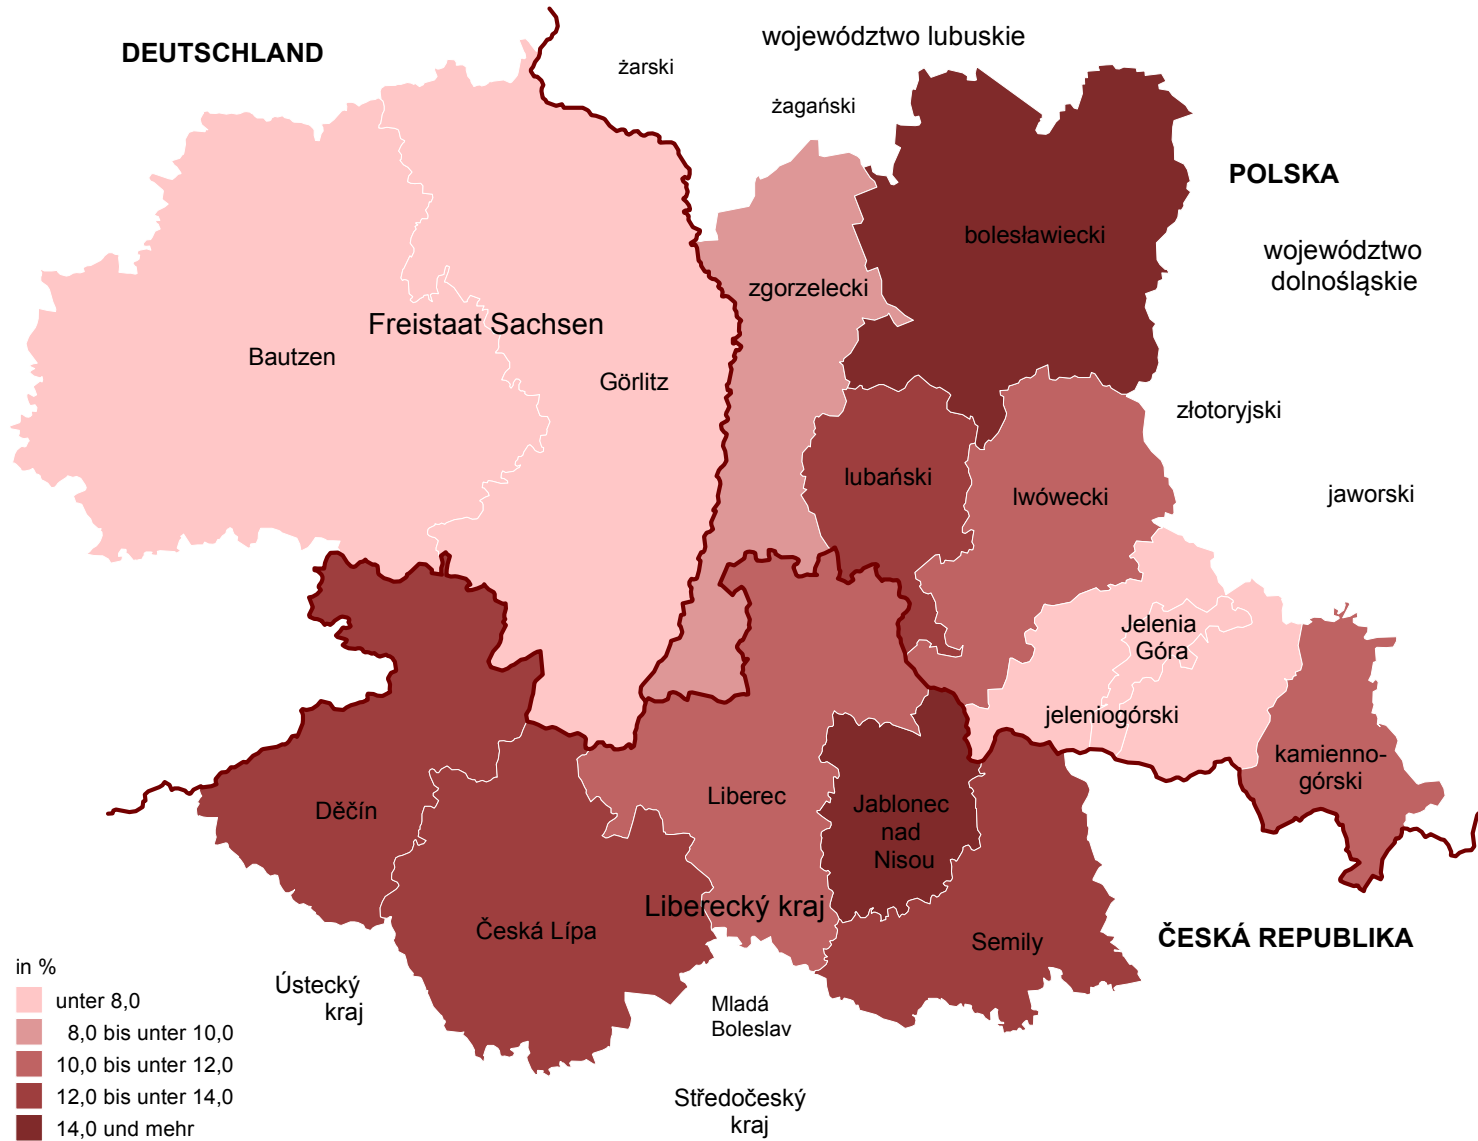 DEUTSCHLAND
województwo lubuskie
żarski
żagański
POLSKA
bolesławiecki
województwo
dolnośląskie
zgorzelecki
Freistaat Sachsen
Bautzen
Görlitz
złotoryjski
lubański
lwówecki
jaworski
Jelenia
Góra
jeleniogórski
kamienno-
górski
Liberec
Děčín
Jablonec
nad
Nisou
Liberecký kraj
Česká Lípa
Semily
ČESKÁ REPUBLIKA
Ústecký
kraj
Mladá
Boleslav
Středočeský
kraj
in %
unter 8,0
8,0 bis unter 10,0
10,0 bis unter 12,0
12,0 bis unter 14,0
14,0 und mehr